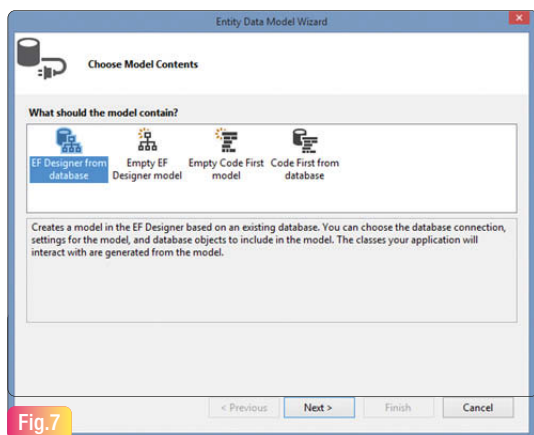 Entity Data Model Wizard
Choose Model Contents
What should the model contain?
EF Designer from
database
Empty EF
Designer model
Empty Code First
model
Code First from
database
Creates a model in the EF Designer based on an existing database. You can choose the database connection,
settings for the model, and database objects to include in the model. The classes your application will
interact with are generated from the model.
< Previous
Next >
Finish
Cancel
Fig.7